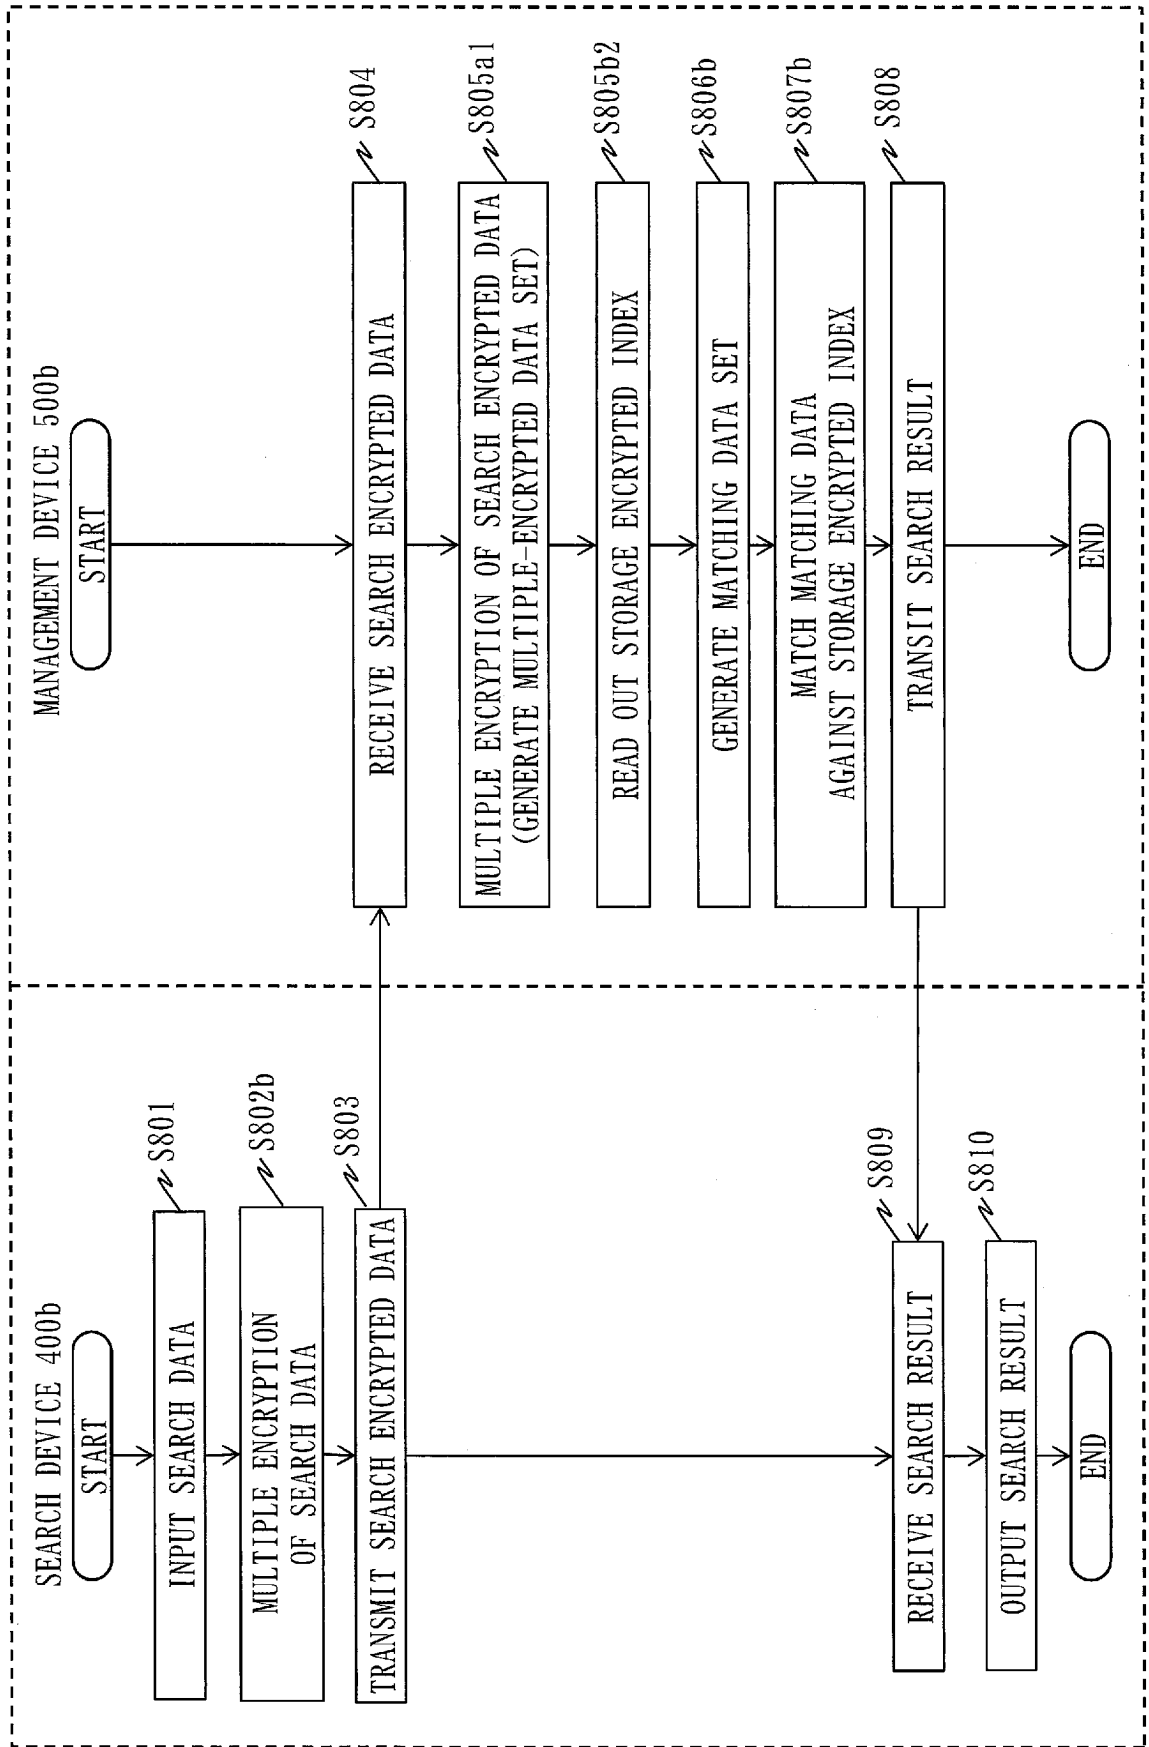 SEARCH DEVICE 400b
START
INPUT SEARCH DATA
S801
MULTIPLE ENCRYPTION
OF SEARCH DATA
S802b
TRANSMIT SEARCH ENCRYPTED DATA
S803
RECEIVE SEARCH RESULT
S809
OUTPUT SEARCH RESULT
S810
END
MANAGEMENT DEVICE 500b
START
RECEIVE SEARCH ENCRYPTED DATA
S804
MULTIPLE ENCRYPTION OF SEARCH ENCRYPTED DATA
(GENERATE MULTIPLE-ENCRYPTED DATA SET)
S805a1
READ OUT STORAGE ENCRYPTED INDEX
S805b2
GENERATE MATCHING DATA SET
S806b
MATCH MATCHING DATA
AGAINST STORAGE ENCRYPTED INDEX
S807b
TRANSIT SEARCH RESULT
S808
END